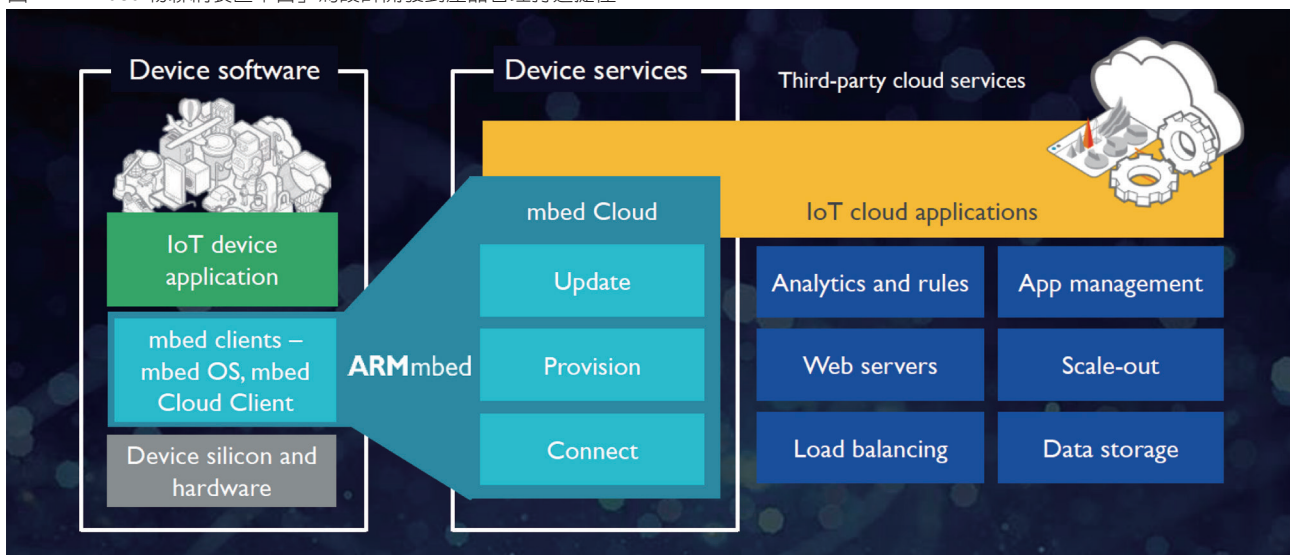 Device software
IoT device
application
mbed clients –
mbed OS, mbed
Cloud Client
Device silicon and
hardware
ARMmbed
Device services
mbed Cloud
Update
Provision
Connect
Third-party cloud services
IoT cloud applications
Analytics and rules
App management
Web servers
Scale-out
Load balancing
Data storage